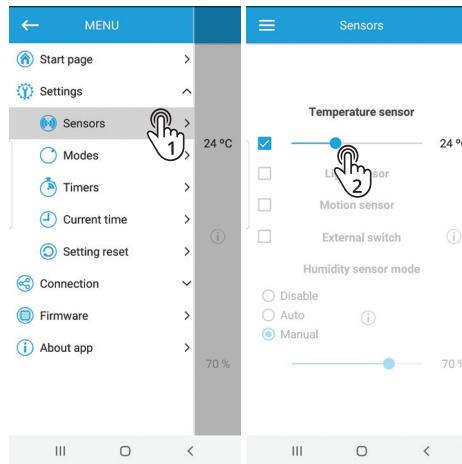 MENU
Start page
Settings
Sensors
1
Modes
Timers
Current time
Setting reset
Connection
Firmware
About app
24 ºC
70 %
Sensors
Temperature sensor
24 º
2
Motion sensor
External switch
Humidity sensor mode
Disable
Auto
Manual
70 %